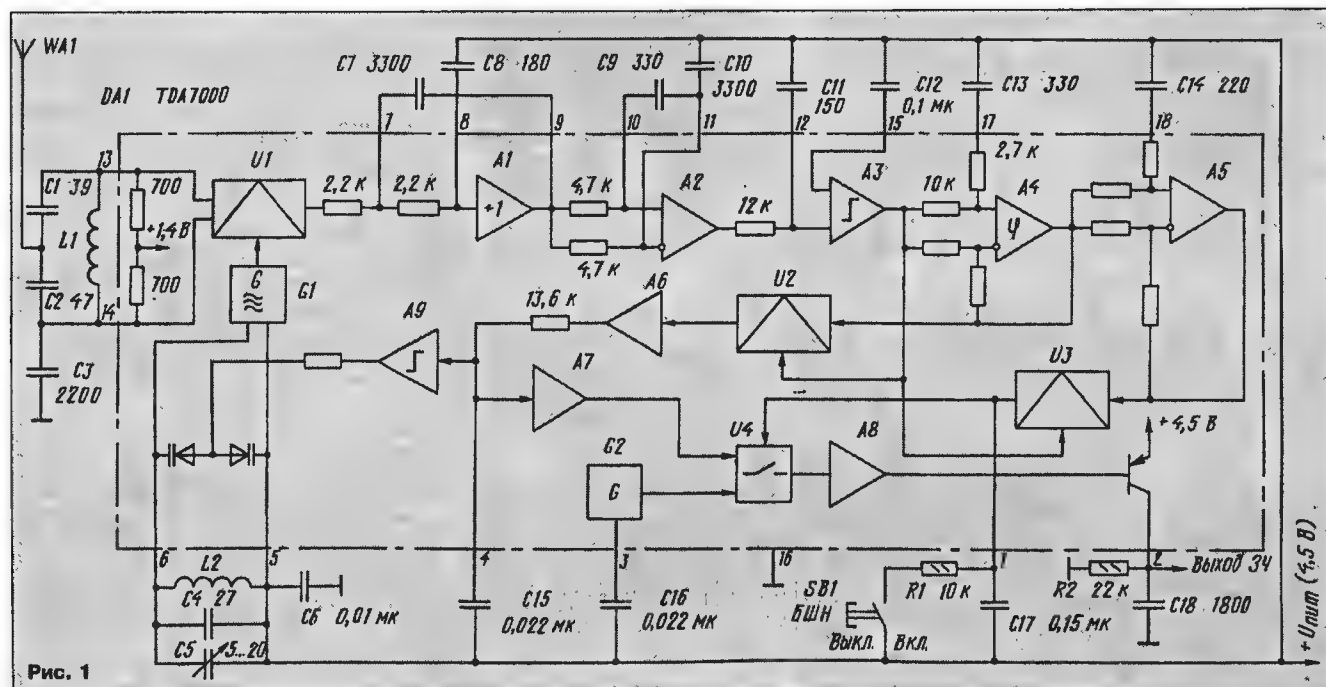 WA1
DA1 TDA7000
C7 3300
C8 180
C9 330
C10
3300
C11
150
C12
0,1 мк
C13 330
C14 220
7
8
9
10
11
12
15
17
18
13
U1
A1
A2
A3
A4
A5
C1 39
700
2,2 к
2,2 к
+1
4,7 к
4,7 к
12 к
10 к
2,7 к
φ
L1
+1,4 В
C2 47
14
700
G
G1
C3
2200
A9
13,6 к
A6
U2
A7
U3
U4
A8
+ 4,5 В
G2
G
6
5
4
3
16
1
2
L2
C4 27
C5 5...20
C6 0,01 мк
C15
0,022 мк
C16
0,022 мк
SB1
БШН
Выкл. Вкл.
R1 10 к
C17 0,15 мк
R2 22 к
Выход ЗЧ
C18 1800
+ Uпит (4,5 В)
Рис. 1